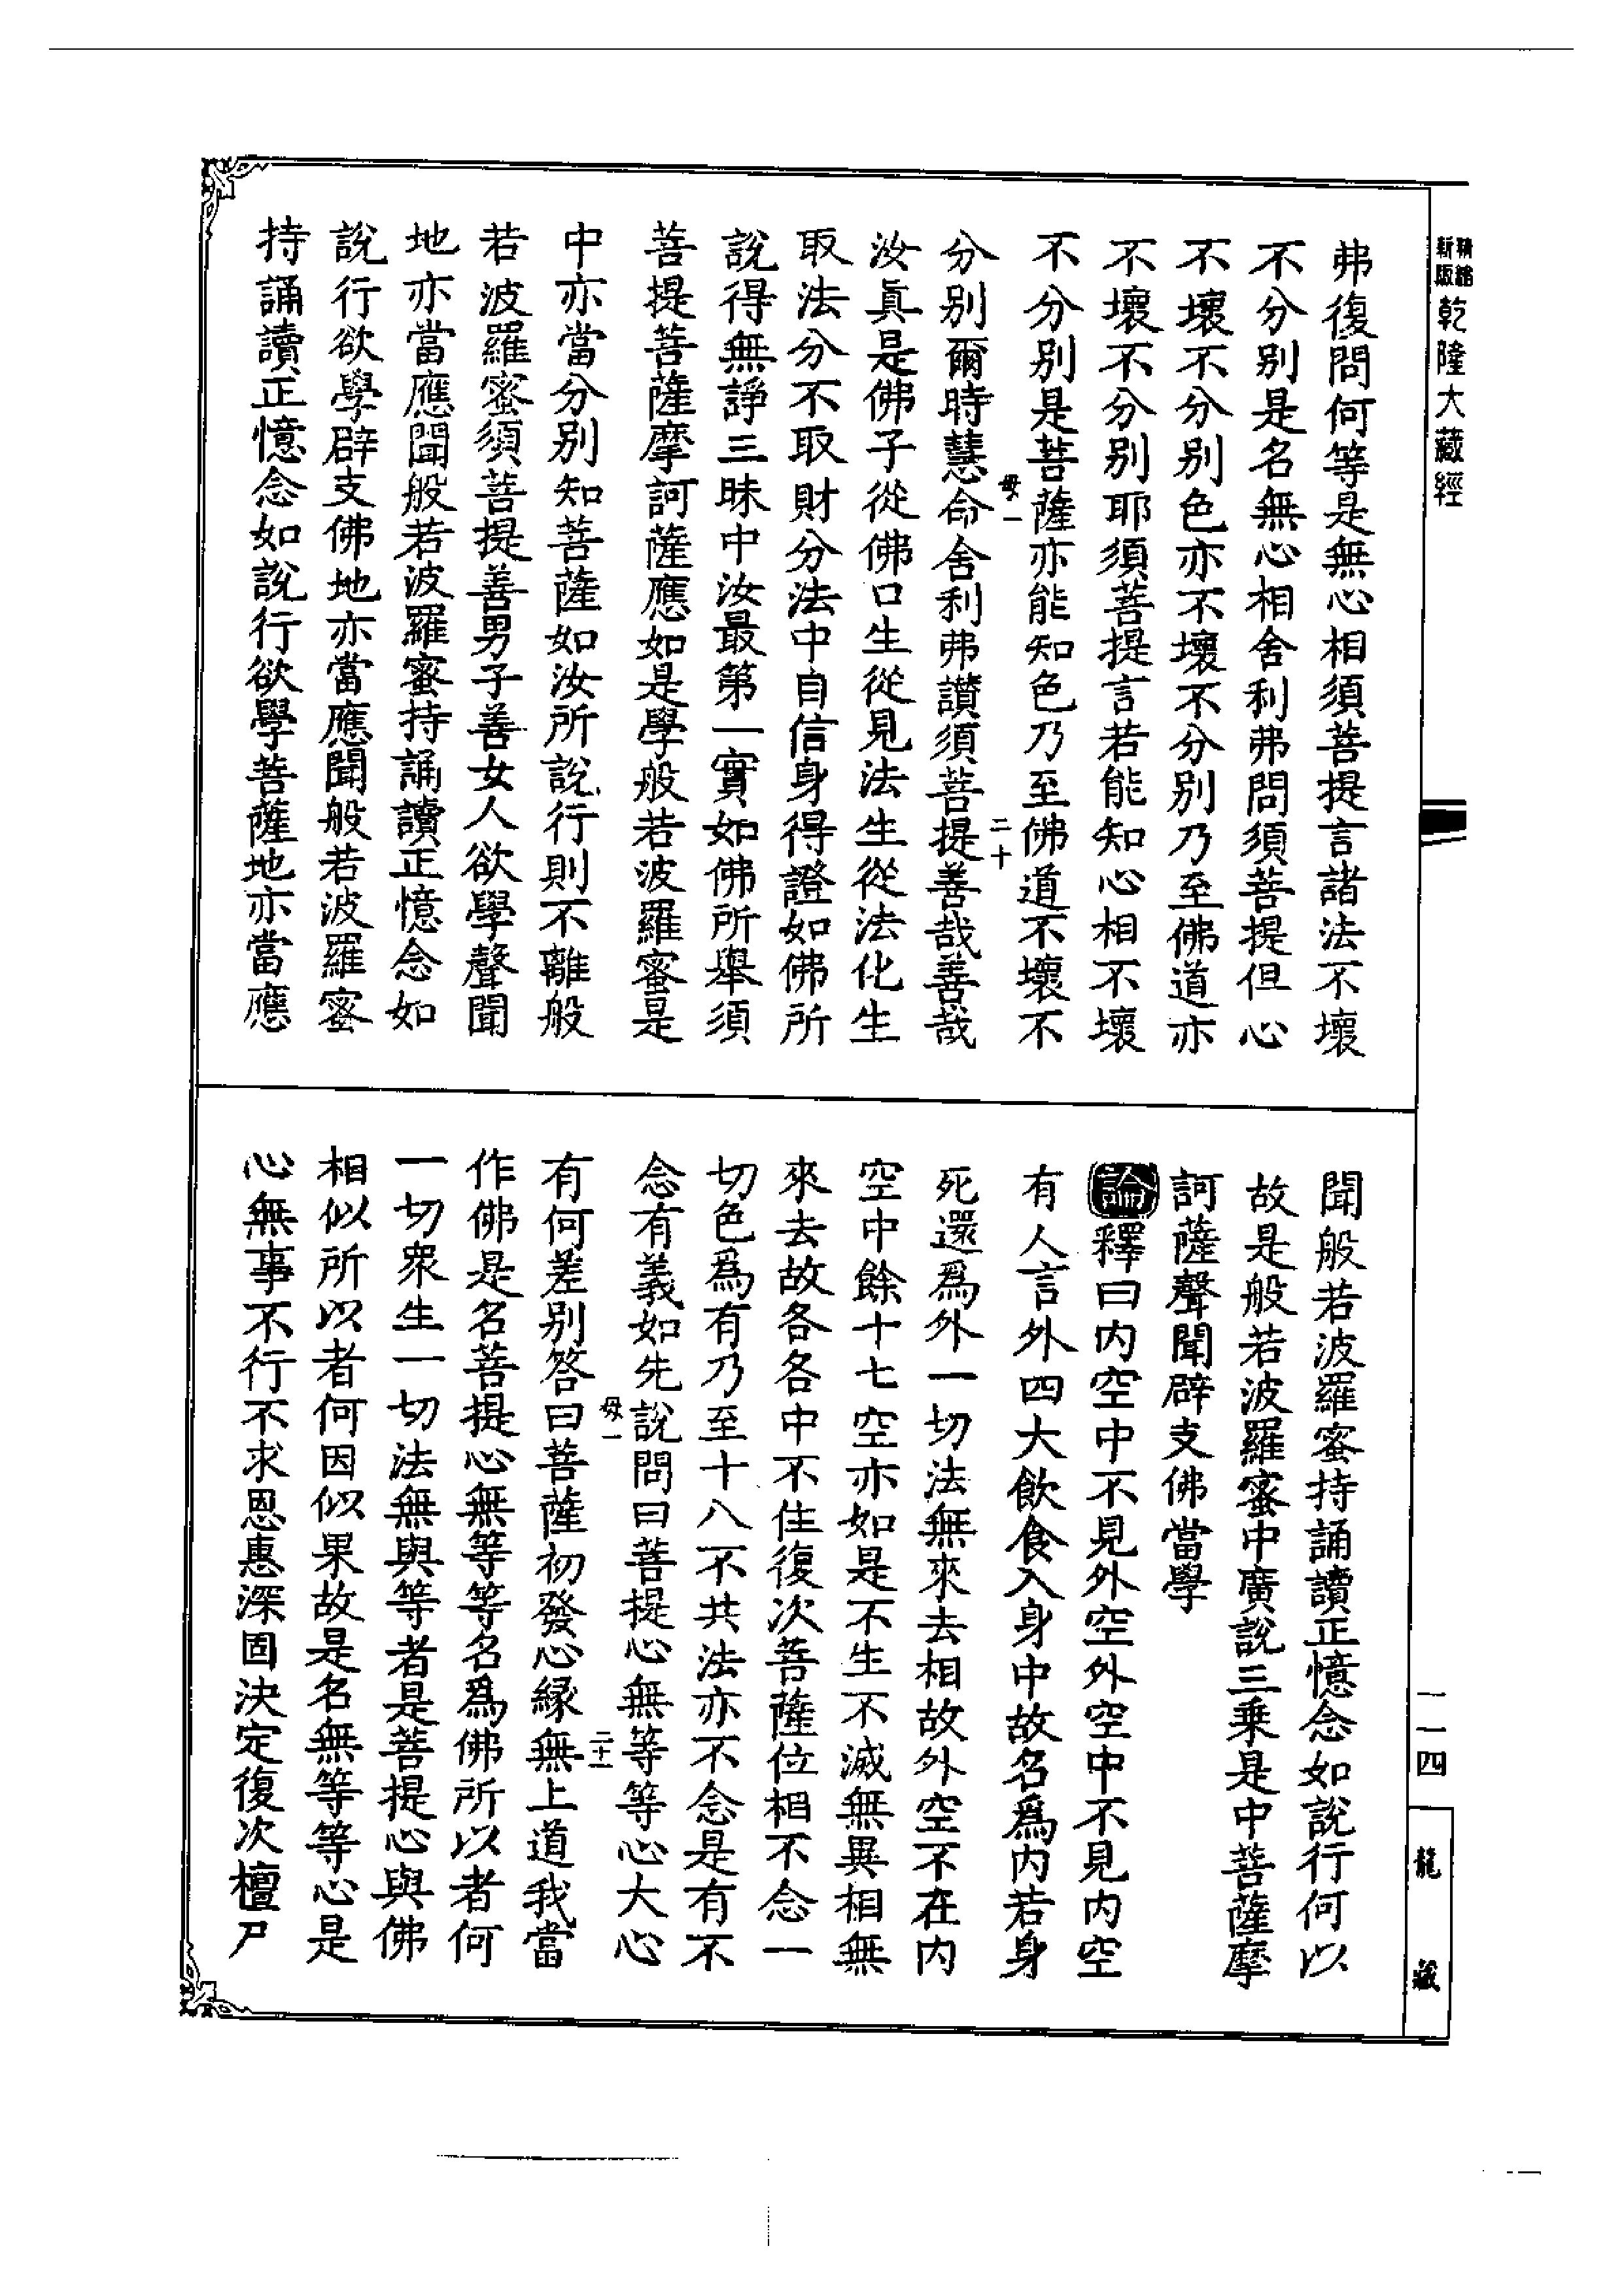 精縮
新版
乾隆大藏經
弗復問何等是無心相須菩提言諸法不壞
不分别是名無心相舍利弗問須菩提但心
不壞不分别色亦不壞不分别乃至佛道亦
不壞不分别耶須菩提言若能知心相不壞
不分别是菩薩亦能知色乃至佛道不壞不
母一
二十
分别爾時慧命舍利弗讃須菩提善哉善哉
汝眞是佛子從佛口生從見法生從法化生
取法分不取財分法中自信身得證如佛所
說得無諍三昧中汝最第一實如佛所舉須
菩提菩薩摩訶薩應如是學般若波羅蜜是
中亦當分别知菩薩如汝所說行則不離般
若波羅蜜須菩提善男子善女人欲學聲聞
地亦當應聞般若波羅蜜持誦讀正憶念如
說行欲學辟支佛地亦當應聞般若波羅蜜
持誦讀正憶念如說行欲學菩薩地亦當應
聞般若波羅蜜持誦讀正憶念如說行何以
故是般若波羅蜜中廣說三乘是中菩薩摩
訶薩聲聞辟支佛當學
論釋曰内空中不見外空外空中不見内空
有人言外四大飲食入身中故名爲内若身
死還爲外一切法無來去相故外空不在内
空中餘十七空亦如是不生不滅無異相無
來去故各各中不住復次菩薩位相不念一
切色爲有乃至十八不共法亦不念是有不
念有義如先說問曰菩提心無等等心大心
母一
二十一
有何差别答曰菩薩初發心縁無上道我當
作佛是名菩提心無等等名爲佛所以者何
一切衆生一切法無與等者是菩提心與佛
相似所以者何因似果故是名無等等心是
心無事不行不求恩惠深固決定復次檀尸
一一四
龍藏